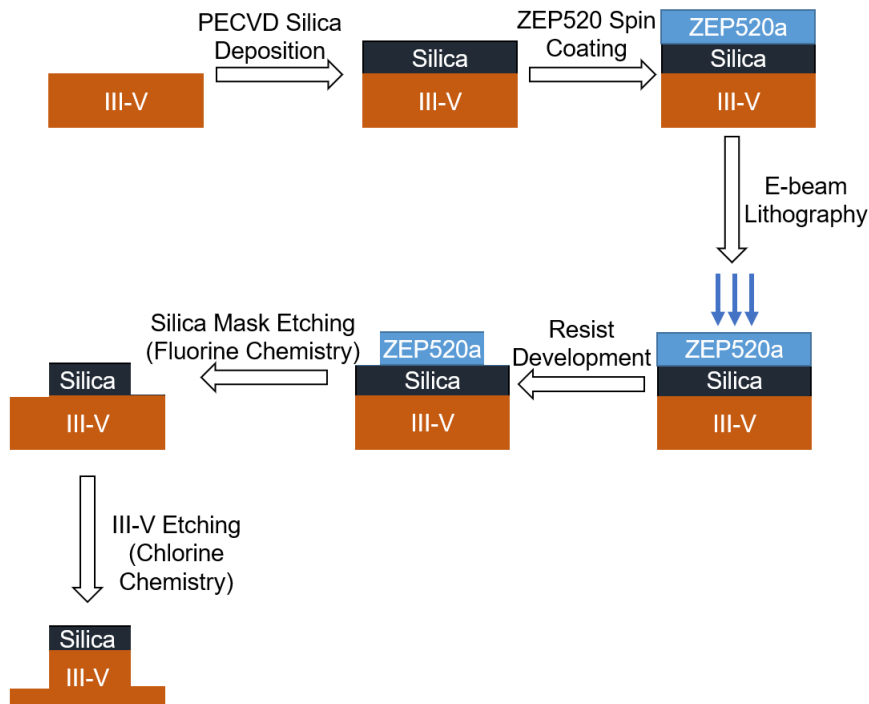 PECVD Silica
Deposition
ZEP520 Spin
Coating
III-V
Silica
III-V
ZEP520a
Silica
III-V
E-beam
Lithography
Silica Mask Etching
(Fluorine Chemistry)
Resist
Development
Silica
III-V
ZEP520a
Silica
III-V
ZEP520a
Silica
III-V
III-V Etching
(Chlorine
Chemistry)
Silica
III-V